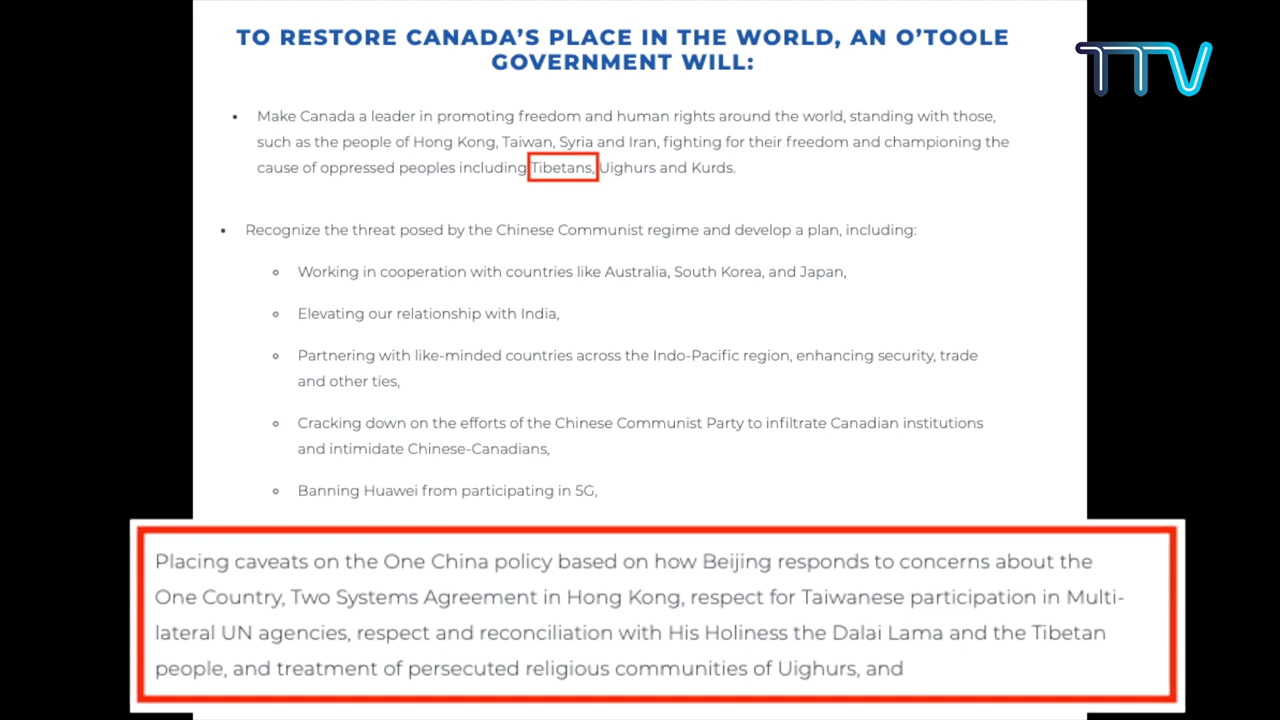 TO RESTORE CANADA'S PLACE IN THE WORLD, AN O'TOOLE
GOVERNMENT WILL:
TTV
• Make Canada a leader in promoting freedom and human rights around the world, standing with those,
such as the people of Hong Kong, Taiwan, Syria and Iran, fighting for their freedom and championing the
cause of oppressed peoples including Tibetans, Uighurs and Kurds.
• Recognize the threat posed by the Chinese Communist regime and develop a plan, including:
◦ Working in cooperation with countries like Australia, South Korea, and Japan,
◦ Elevating our relationship with India,
◦ Partnering with like-minded countries across the Indo-Pacific region, enhancing security, trade
and other ties,
◦ Cracking down on the efforts of the Chinese Communist Party to infiltrate Canadian institutions
and intimidate Chinese-Canadians,
◦ Banning Huawei from participating in 5G,
Placing caveats on the One China policy based on how Beijing responds to concerns about the
One Country, Two Systems Agreement in Hong Kong, respect for Taiwanese participation in Multi-
lateral UN agencies, respect and reconciliation with His Holiness the Dalai Lama and the Tibetan
people, and treatment of persecuted religious communities of Uighurs, and